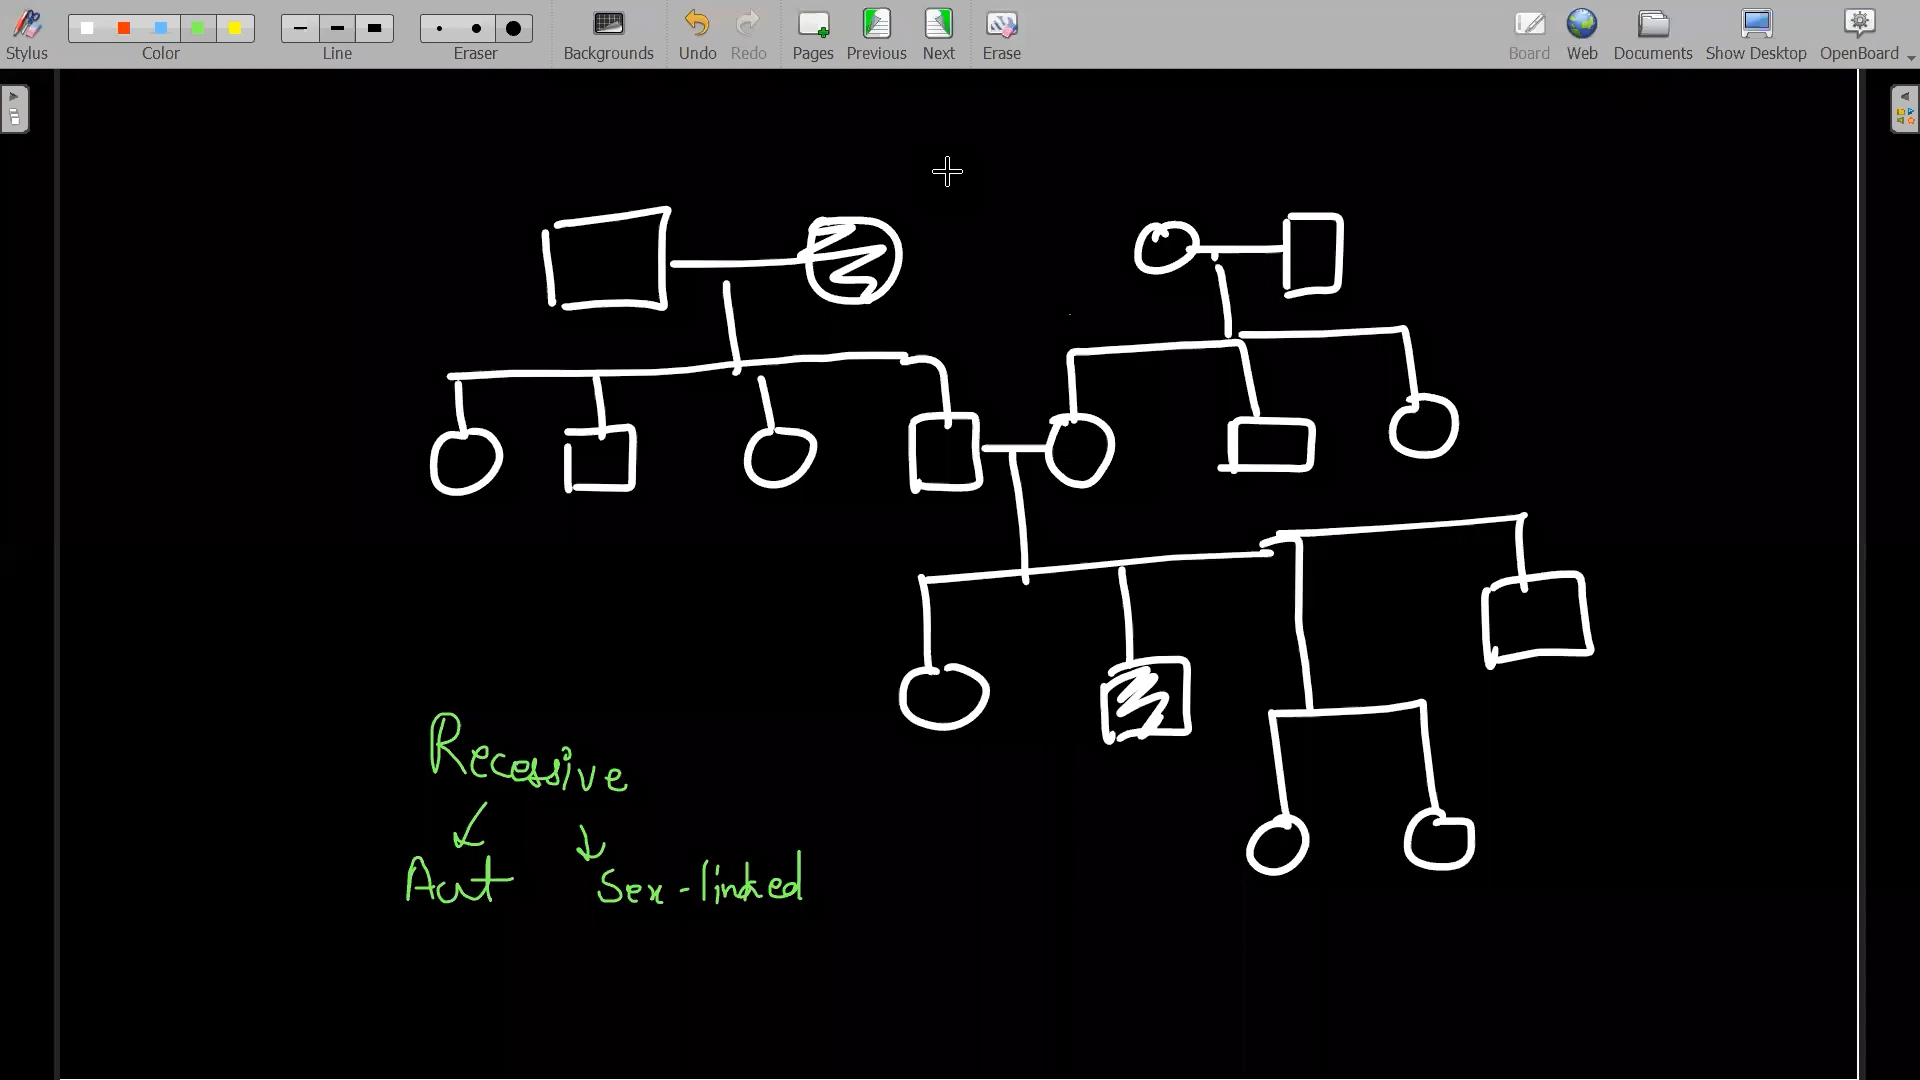 Stylus Color Line Eraser Backgrounds Undo Redo Pages Previous Next Erase Board Web Documents Show Desktop OpenBoard
Recessive
Aut Sex-linked